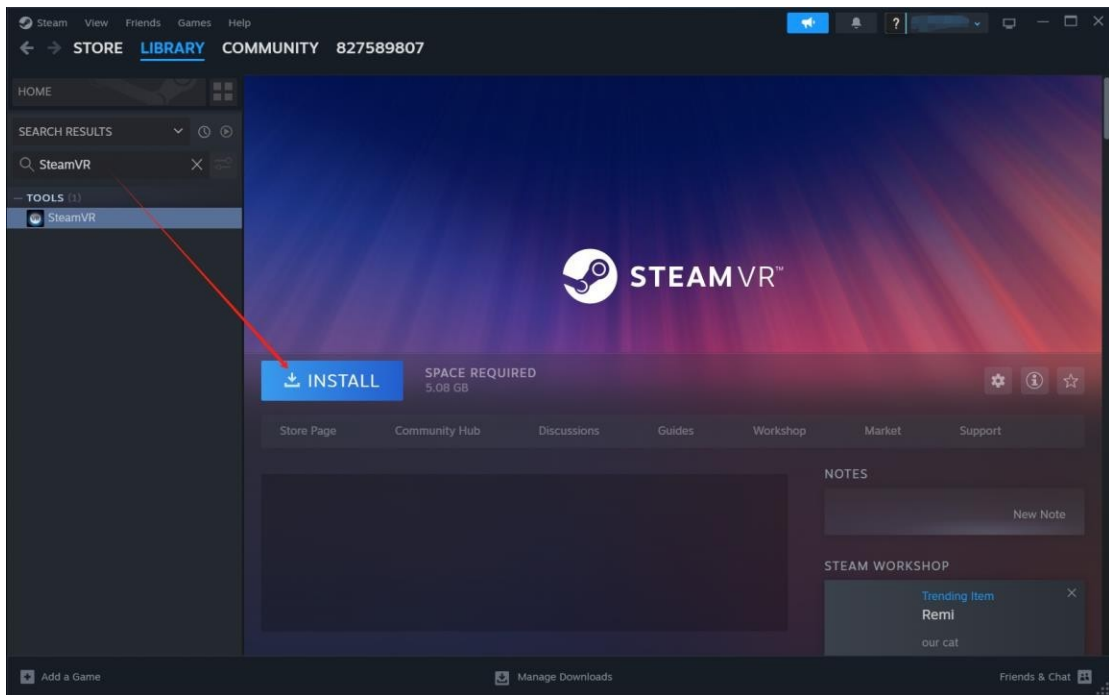 Steam View Friends Games Help
?
STORE LIBRARY COMMUNITY 827589807
HOME
SEARCH RESULTS
SteamVR
TOOLS (1)
SteamVR
STEAMVR™
INSTALL
SPACE REQUIRED
5.08 GB
Store Page Community Hub Discussions Guides Workshop Market Support
NOTES
New Note
STEAM WORKSHOP
Trending Item
Remi
our cat
Add a Game Manage Downloads Friends & Chat